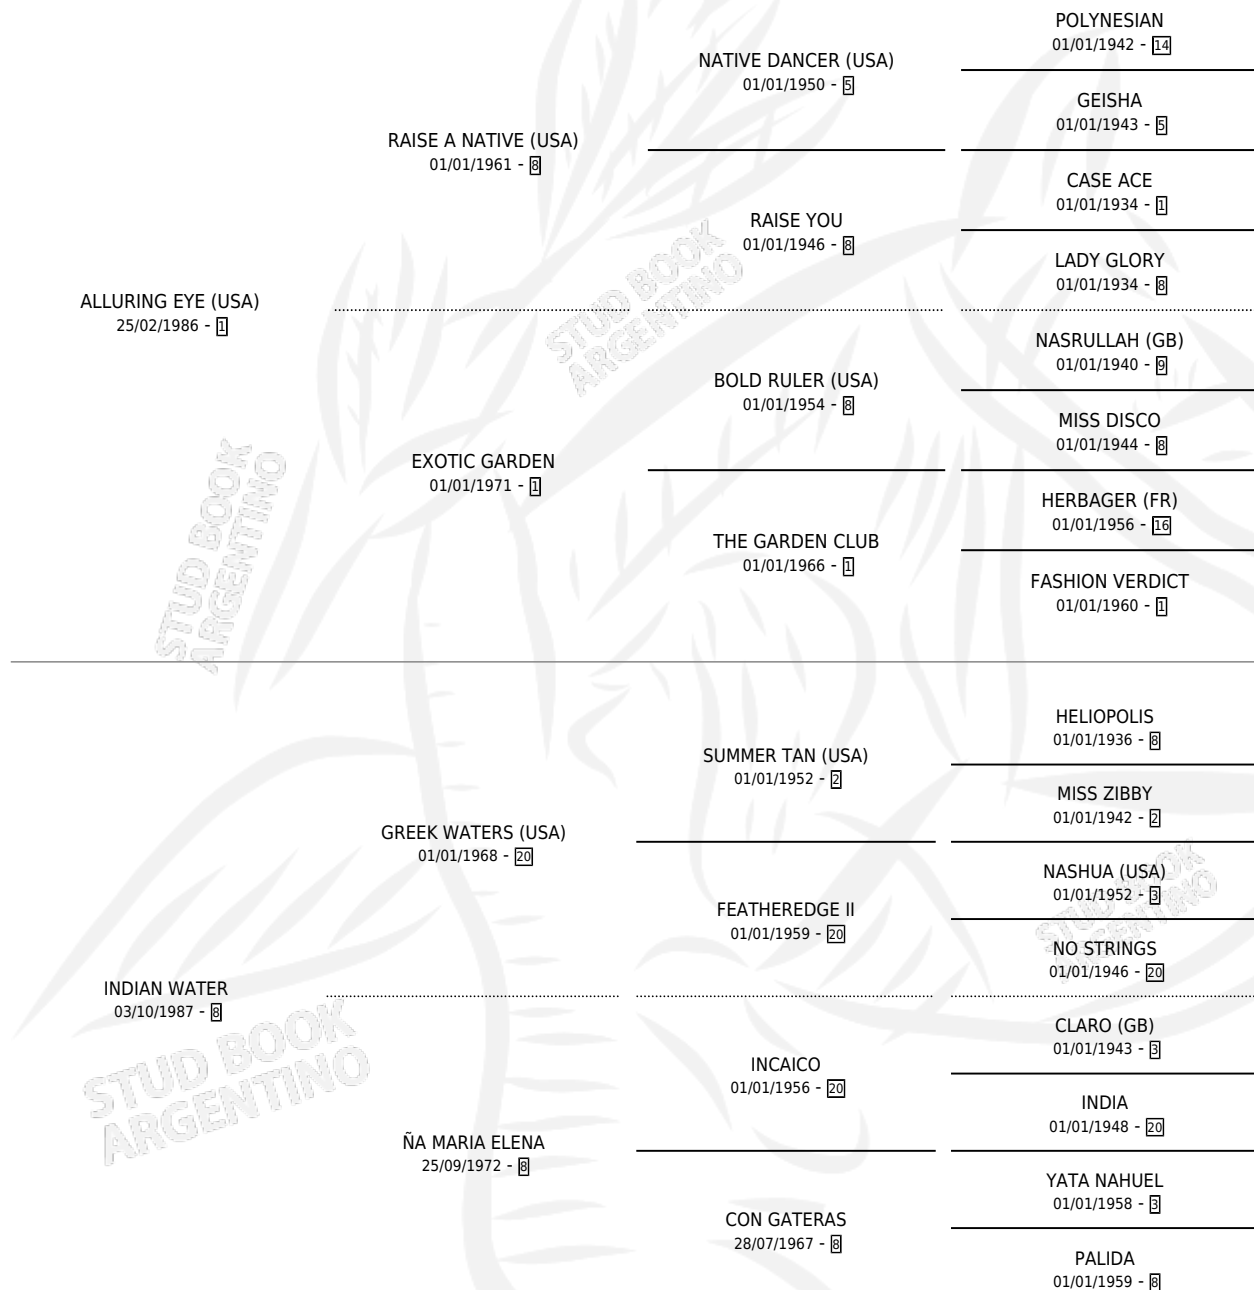 POLYNESIAN
01/01/1942 - 14
NATIVE DANCER (USA)
01/01/1950 - 5
GEISHA
01/01/1943 - 5
RAISE A NATIVE (USA)
01/01/1961 - 8
CASE ACE
01/01/1934 - 1
RAISE YOU
01/01/1946 - 8
LADY GLORY
01/01/1934 - 8
ALLURING EYE (USA)
25/02/1986 - 1
STUD BOOK
ARGENTINO
NASRULLAH (GB)
01/01/1940 - 9
BOLD RULER (USA)
01/01/1954 - 8
MISS DISCO
01/01/1944 - 8
EXOTIC GARDEN
01/01/1971 - 1
HERBAGER (FR)
01/01/1956 - 16
THE GARDEN CLUB
01/01/1966 - 1
FASHION VERDICT
01/01/1960 - 1
STUD BOOK
ARGENTINO
HELIOPOLIS
01/01/1936 - 8
SUMMER TAN (USA)
01/01/1952 - 2
MISS ZIBBY
01/01/1942 - 2
GREEK WATERS (USA)
01/01/1968 - 20
NASHUA (USA)
01/01/1952 - 3
FEATHEREDGE II
01/01/1959 - 20
NO STRINGS
01/01/1946 - 20
STUD BOOK
ARGENTINO
INDIAN WATER
03/10/1987 - 8
CLARO (GB)
01/01/1943 - 3
INCAICO
01/01/1956 - 20
INDIA
01/01/1948 - 20
STUD BOOK
ARGENTINO
ÑA MARIA ELENA
25/09/1972 - 8
YATA NAHUEL
01/01/1958 - 3
CON GATERAS
28/07/1967 - 8
PALIDA
01/01/1959 - 8